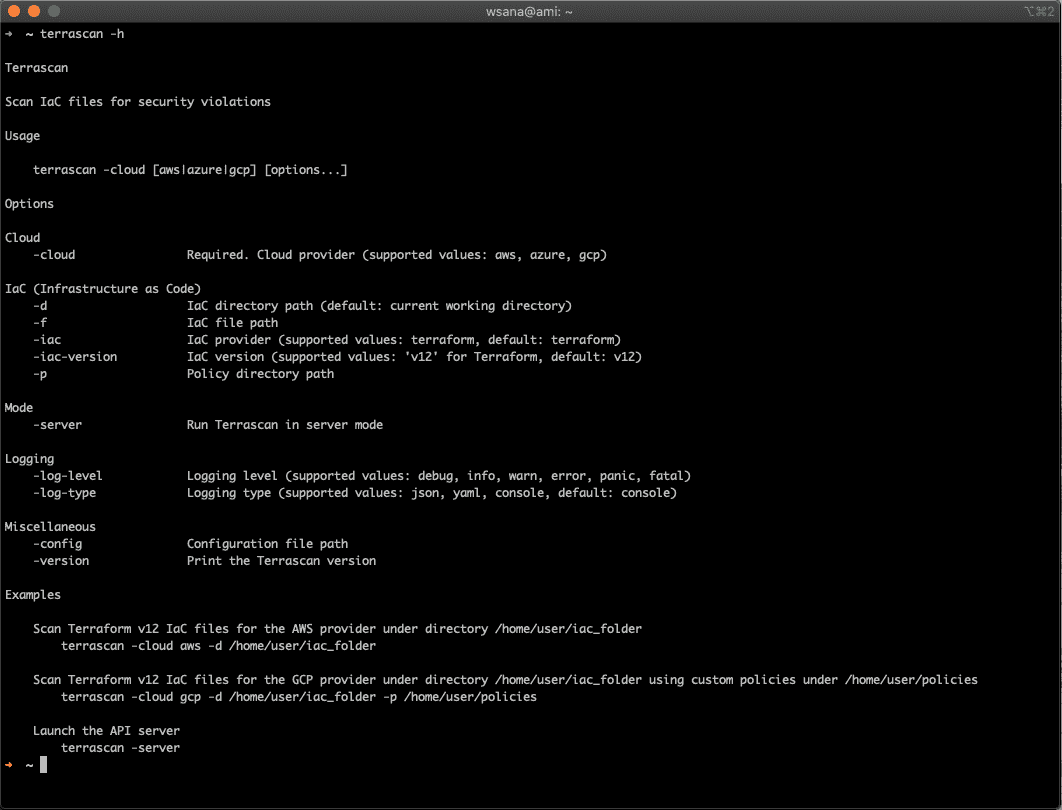 wsana@ami: ~
⌥⌘2
➜  ~ terrascan -h
Terrascan
Scan IaC files for security violations
Usage
    terrascan -cloud [aws|azure|gcp] [options...]
Options
Cloud
    -cloud                Required. Cloud provider (supported values: aws, azure, gcp)
IaC (Infrastructure as Code)
    -d                    IaC directory path (default: current working directory)
    -f                    IaC file path
    -iac                  IaC provider (supported values: terraform, default: terraform)
    -iac-version          IaC version (supported values: 'v12' for Terraform, default: v12)
    -p                    Policy directory path
Mode
    -server               Run Terrascan in server mode
Logging
    -log-level            Logging level (supported values: debug, info, warn, error, panic, fatal)
    -log-type             Logging type (supported values: json, yaml, console, default: console)
Miscellaneous
    -config               Configuration file path
    -version              Print the Terrascan version
Examples
    Scan Terraform v12 IaC files for the AWS provider under directory /home/user/iac_folder
        terrascan -cloud aws -d /home/user/iac_folder
    Scan Terraform v12 IaC files for the GCP provider under directory /home/user/iac_folder using custom policies under /home/user/policies
        terrascan -cloud gcp -d /home/user/iac_folder -p /home/user/policies
    Launch the API server
        terrascan -server
➜  ~